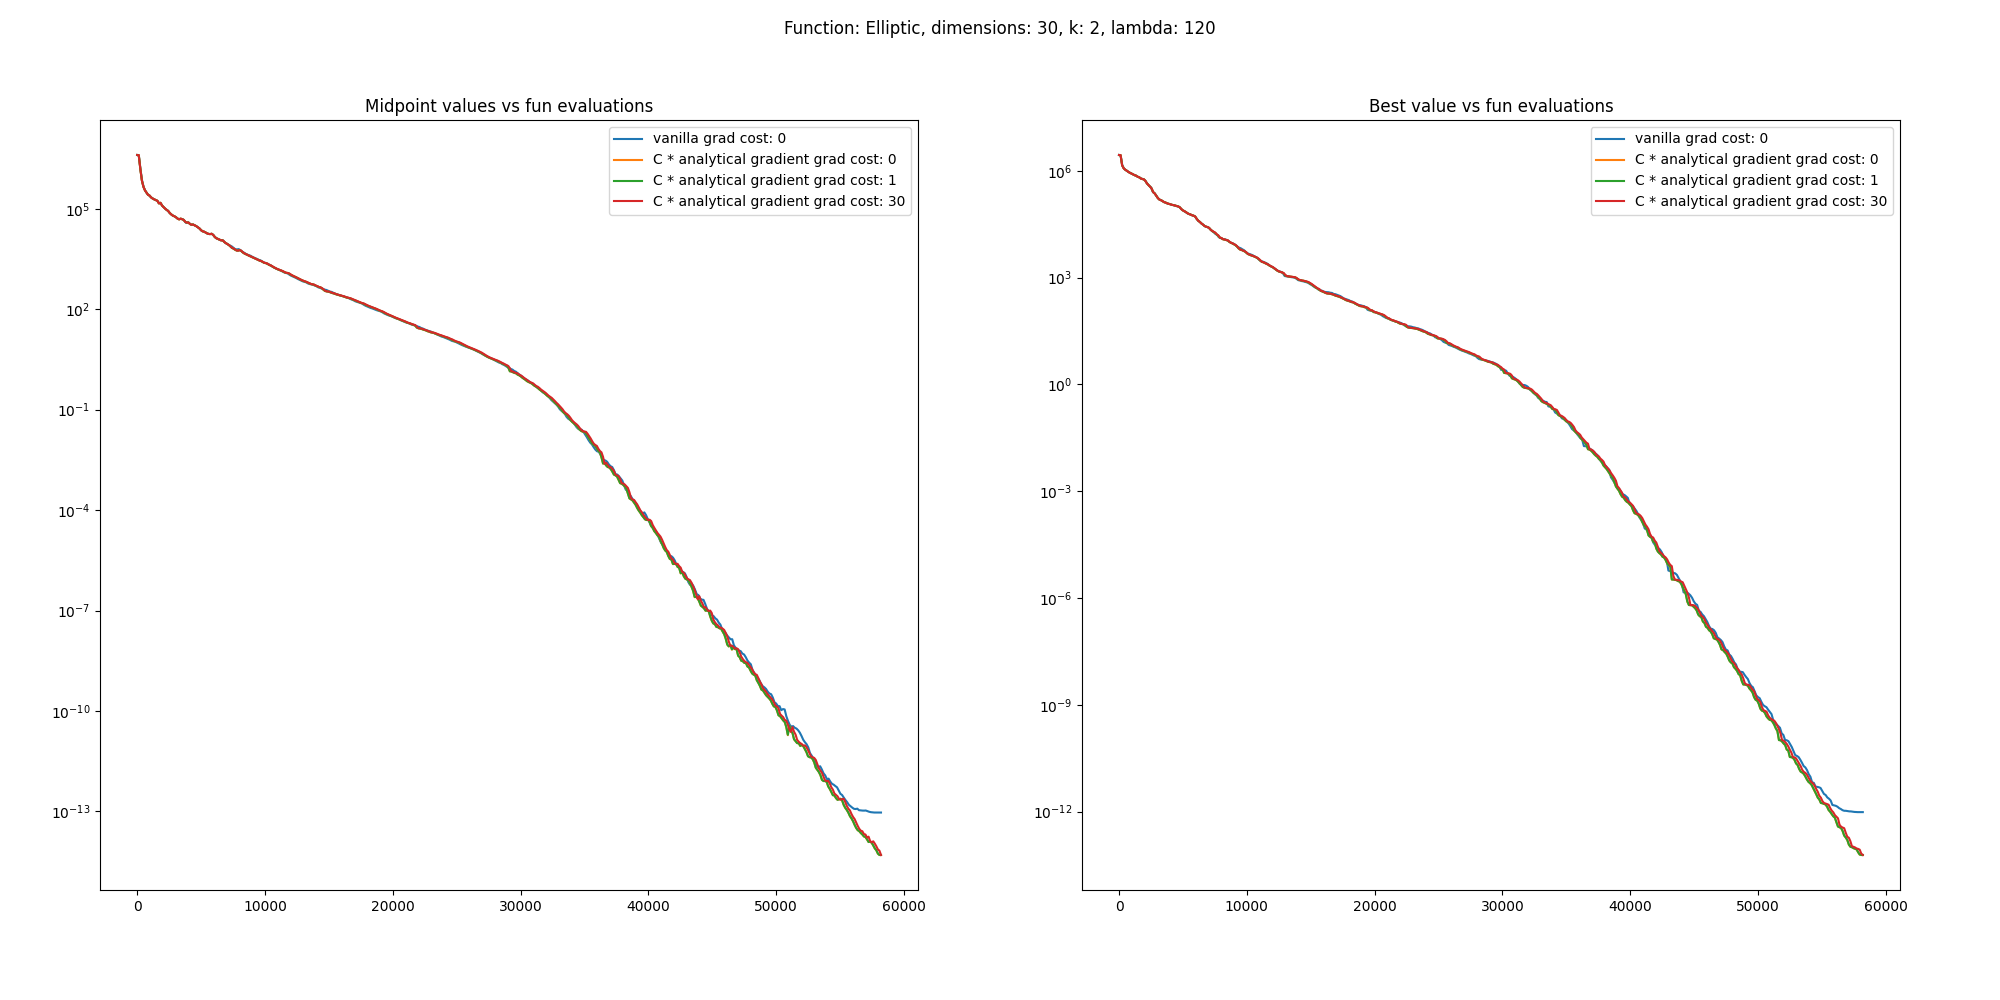 Function: Elliptic, dimensions: 30, k: 2, lambda: 120
Midpoint values vs fun evaluations
vanilla grad cost: 0
C * analytical gradient grad cost: 0
C * analytical gradient grad cost: 1
C * analytical gradient grad cost: 30
10^5
10^2
10^-1
10^-4
10^-7
10^-10
10^-13
0 10000 20000 30000 40000 50000 60000
Best value vs fun evaluations
vanilla grad cost: 0
C * analytical gradient grad cost: 0
C * analytical gradient grad cost: 1
C * analytical gradient grad cost: 30
10^6
10^3
10^0
10^-3
10^-6
10^-9
10^-12
0 10000 20000 30000 40000 50000 60000